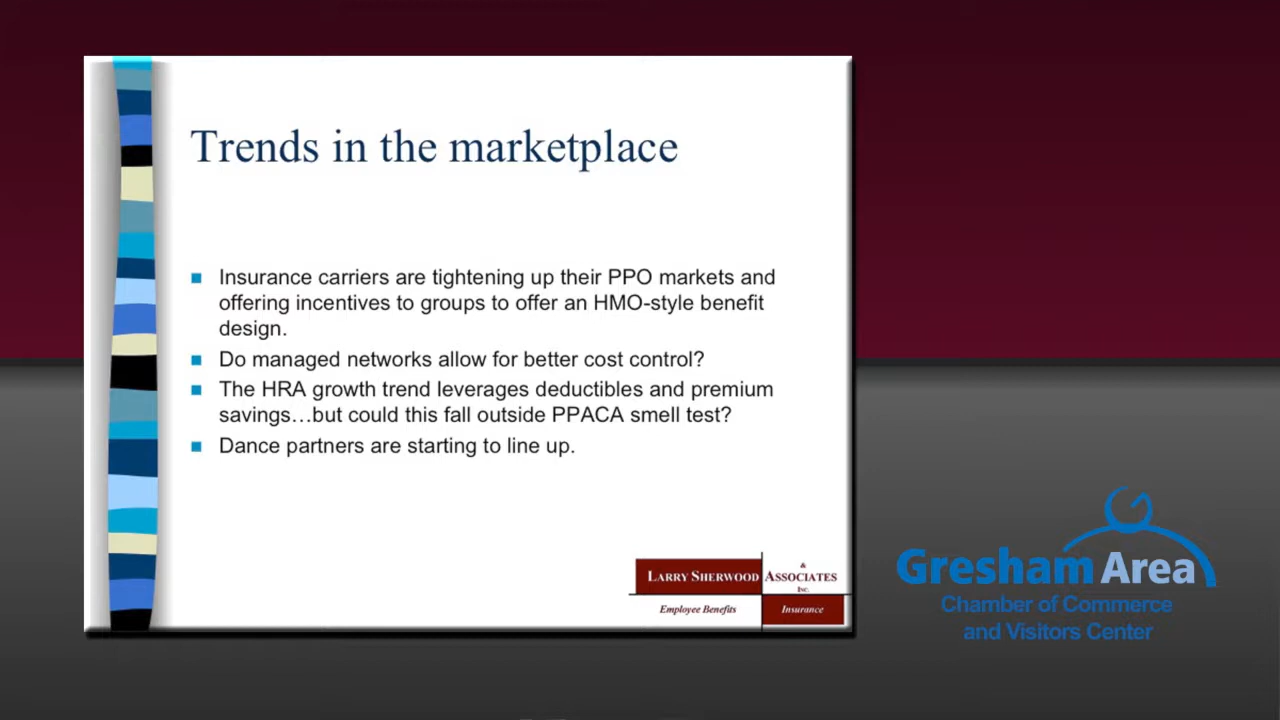 Trends in the marketplace
Insurance carriers are tightening up their PPO markets and
offering incentives to groups to offer an HMO-style benefit
design.
Do managed networks allow for better cost control?
The HRA growth trend leverages deductibles and premium
savings…but could this fall outside PPACA smell test?
Dance partners are starting to line up.
LARRY SHERWOOD & ASSOCIATES INC.
Employee Benefits Insurance
Gresham Area
Chamber of Commerce
and Visitors Center